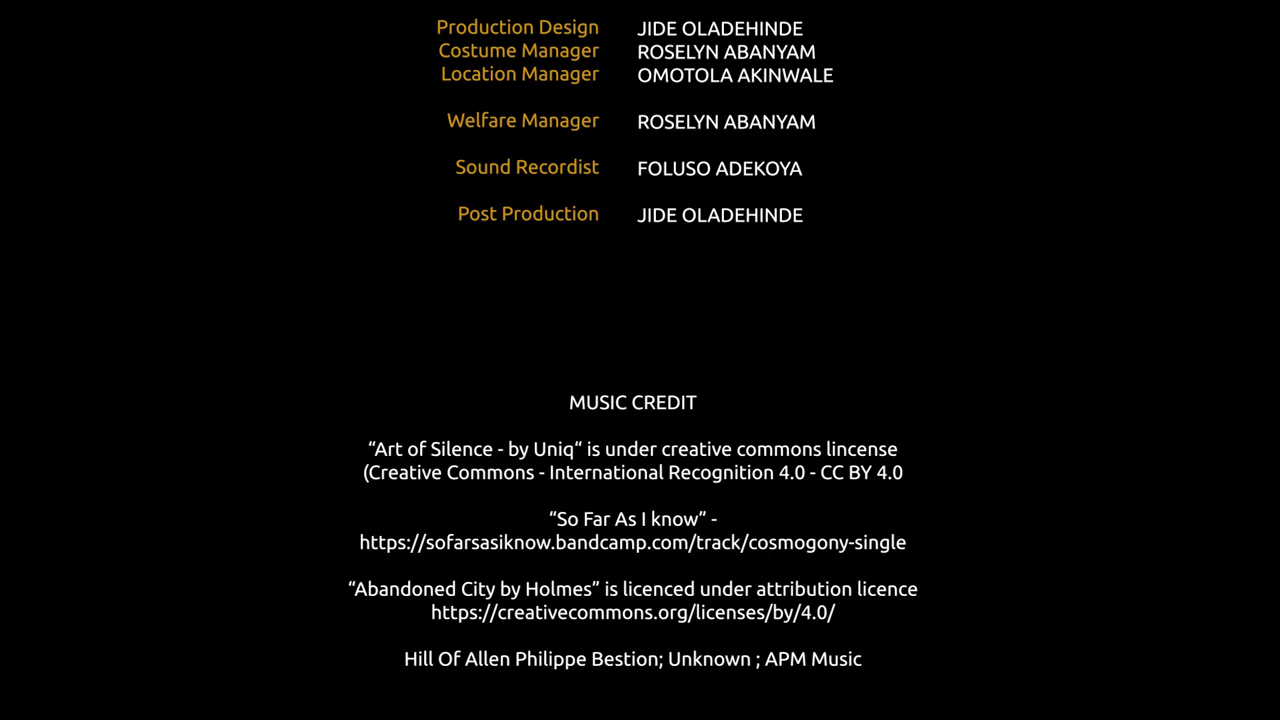 Production Design JIDE OLADEHINDE
Costume Manager ROSELYN ABANYAM
Location Manager OMOTOLA AKINWALE
Welfare Manager ROSELYN ABANYAM
Sound Recordist FOLUSO ADEKOYA
Post Production JIDE OLADEHINDE
MUSIC CREDIT
“Art of Silence - by Uniq“ is under creative commons lincense
(Creative Commons - International Recognition 4.0 - CC BY 4.0
“So Far As I know” -
https://sofarsasiknow.bandcamp.com/track/cosmogony-single
“Abandoned City by Holmes” is licenced under attribution licence
https://creativecommons.org/licenses/by/4.0/
Hill Of Allen Philippe Bestion; Unknown ; APM Music